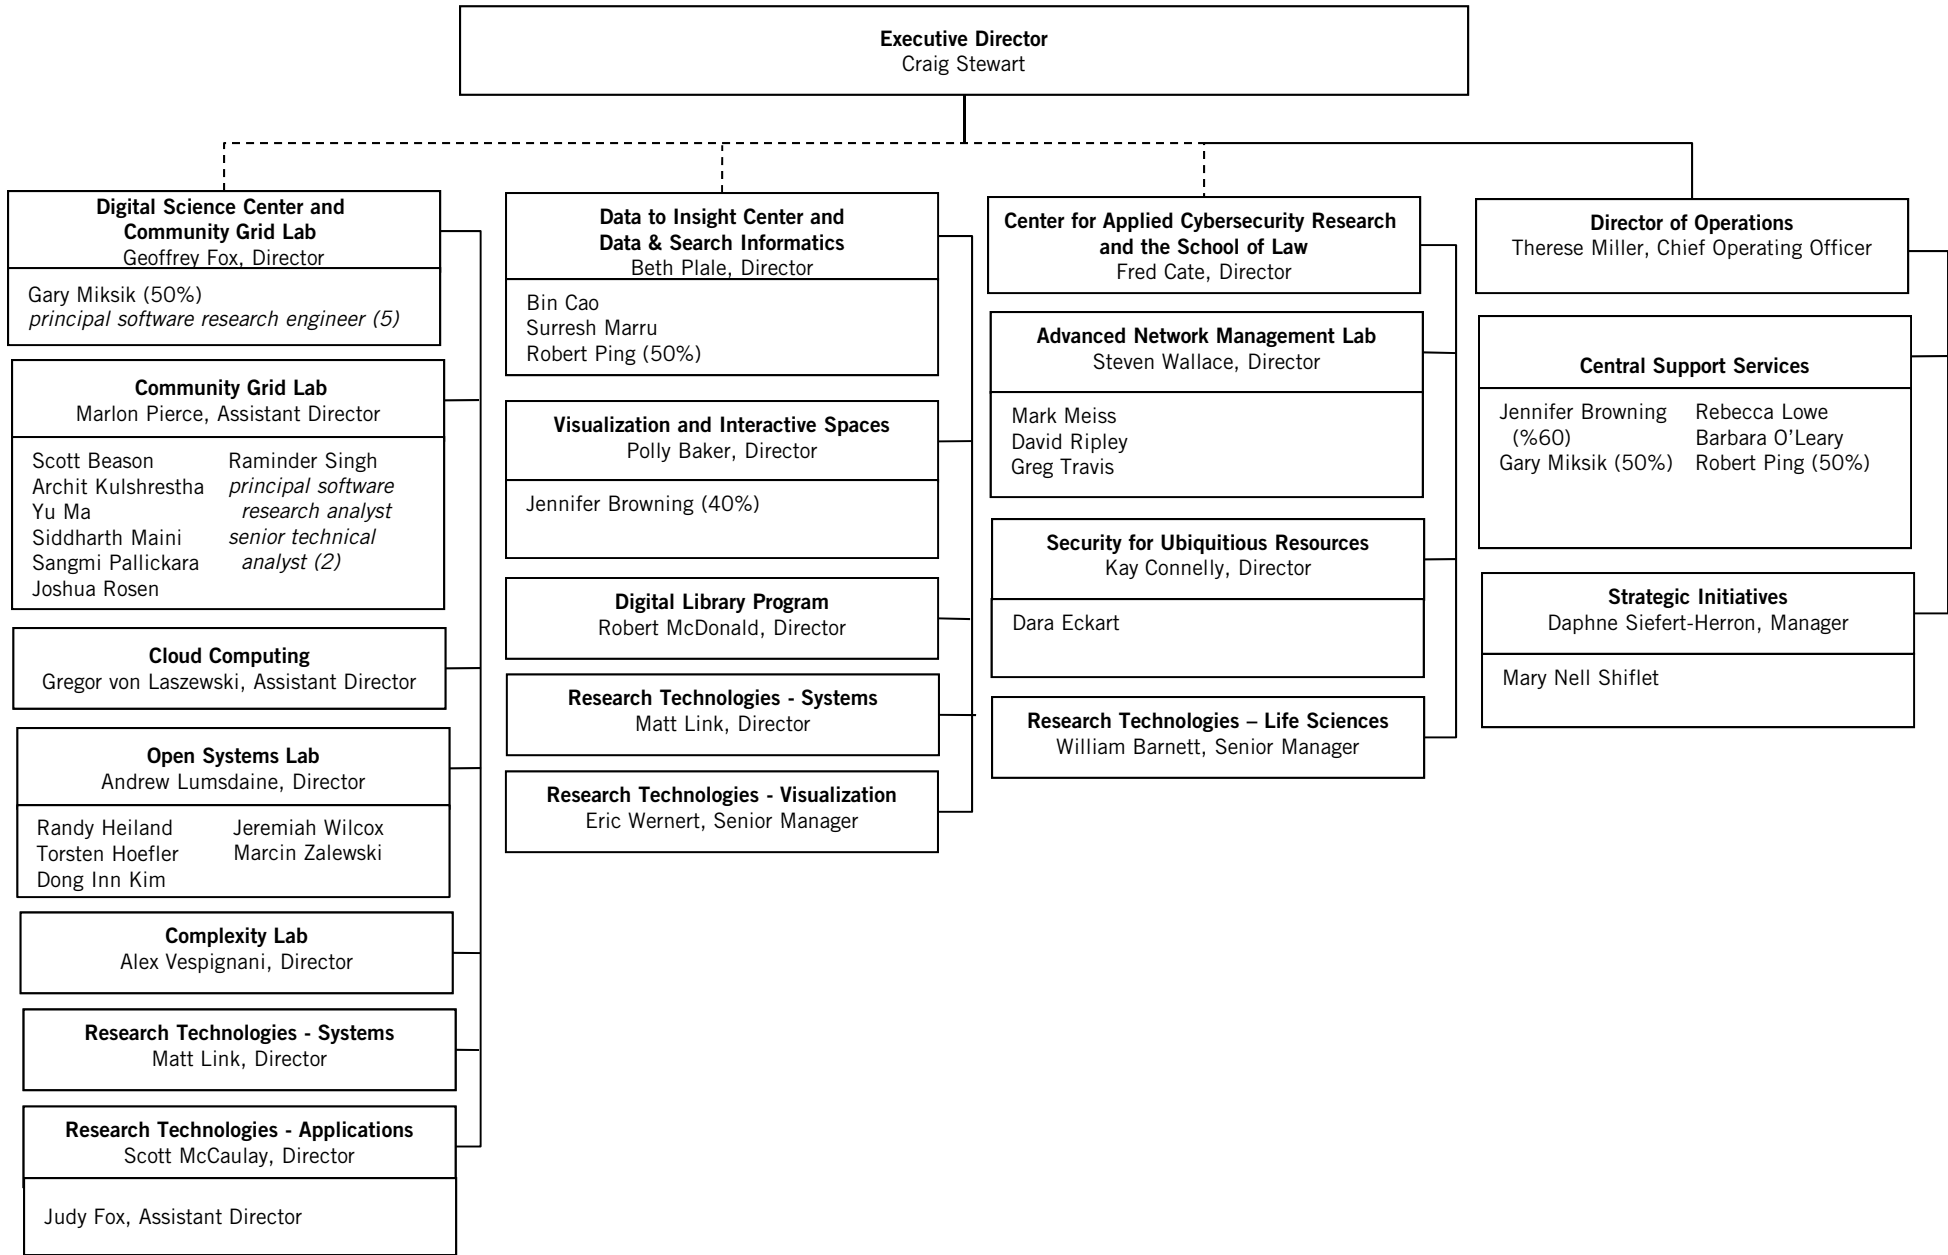 Executive Director
Craig Stewart
Digital Science Center and
Community Grid Lab
Geoffrey Fox, Director
Gary Miksik (50%)
principal software research engineer (5)
Community Grid Lab
Marlon Pierce, Assistant Director
Scott Beason
Archit Kulshrestha
Yu Ma
Siddharth Maini
Sangmi Pallickara
Joshua Rosen
Raminder Singh
principal software
research analyst
senior technical
analyst (2)
Cloud Computing
Gregor von Laszewski, Assistant Director
Open Systems Lab
Andrew Lumsdaine, Director
Randy Heiland
Torsten Hoefler
Dong Inn Kim
Jeremiah Wilcox
Marcin Zalewski
Complexity Lab
Alex Vespignani, Director
Research Technologies - Systems
Matt Link, Director
Research Technologies - Applications
Scott McCaulay, Director
Judy Fox, Assistant Director
Data to Insight Center and
Data & Search Informatics
Beth Plale, Director
Bin Cao
Surresh Marru
Robert Ping (50%)
Visualization and Interactive Spaces
Polly Baker, Director
Jennifer Browning (40%)
Digital Library Program
Robert McDonald, Director
Research Technologies - Systems
Matt Link, Director
Research Technologies - Visualization
Eric Wernert, Senior Manager
Center for Applied Cybersecurity Research
and the School of Law
Fred Cate, Director
Advanced Network Management Lab
Steven Wallace, Director
Mark Meiss
David Ripley
Greg Travis
Security for Ubiquitious Resources
Kay Connelly, Director
Dara Eckart
Research Technologies – Life Sciences
William Barnett, Senior Manager
Director of Operations
Therese Miller, Chief Operating Officer
Central Support Services
Jennifer Browning
(%60)
Gary Miksik (50%)
Rebecca Lowe
Barbara O'Leary
Robert Ping (50%)
Strategic Initiatives
Daphne Siefert-Herron, Manager
Mary Nell Shiflet